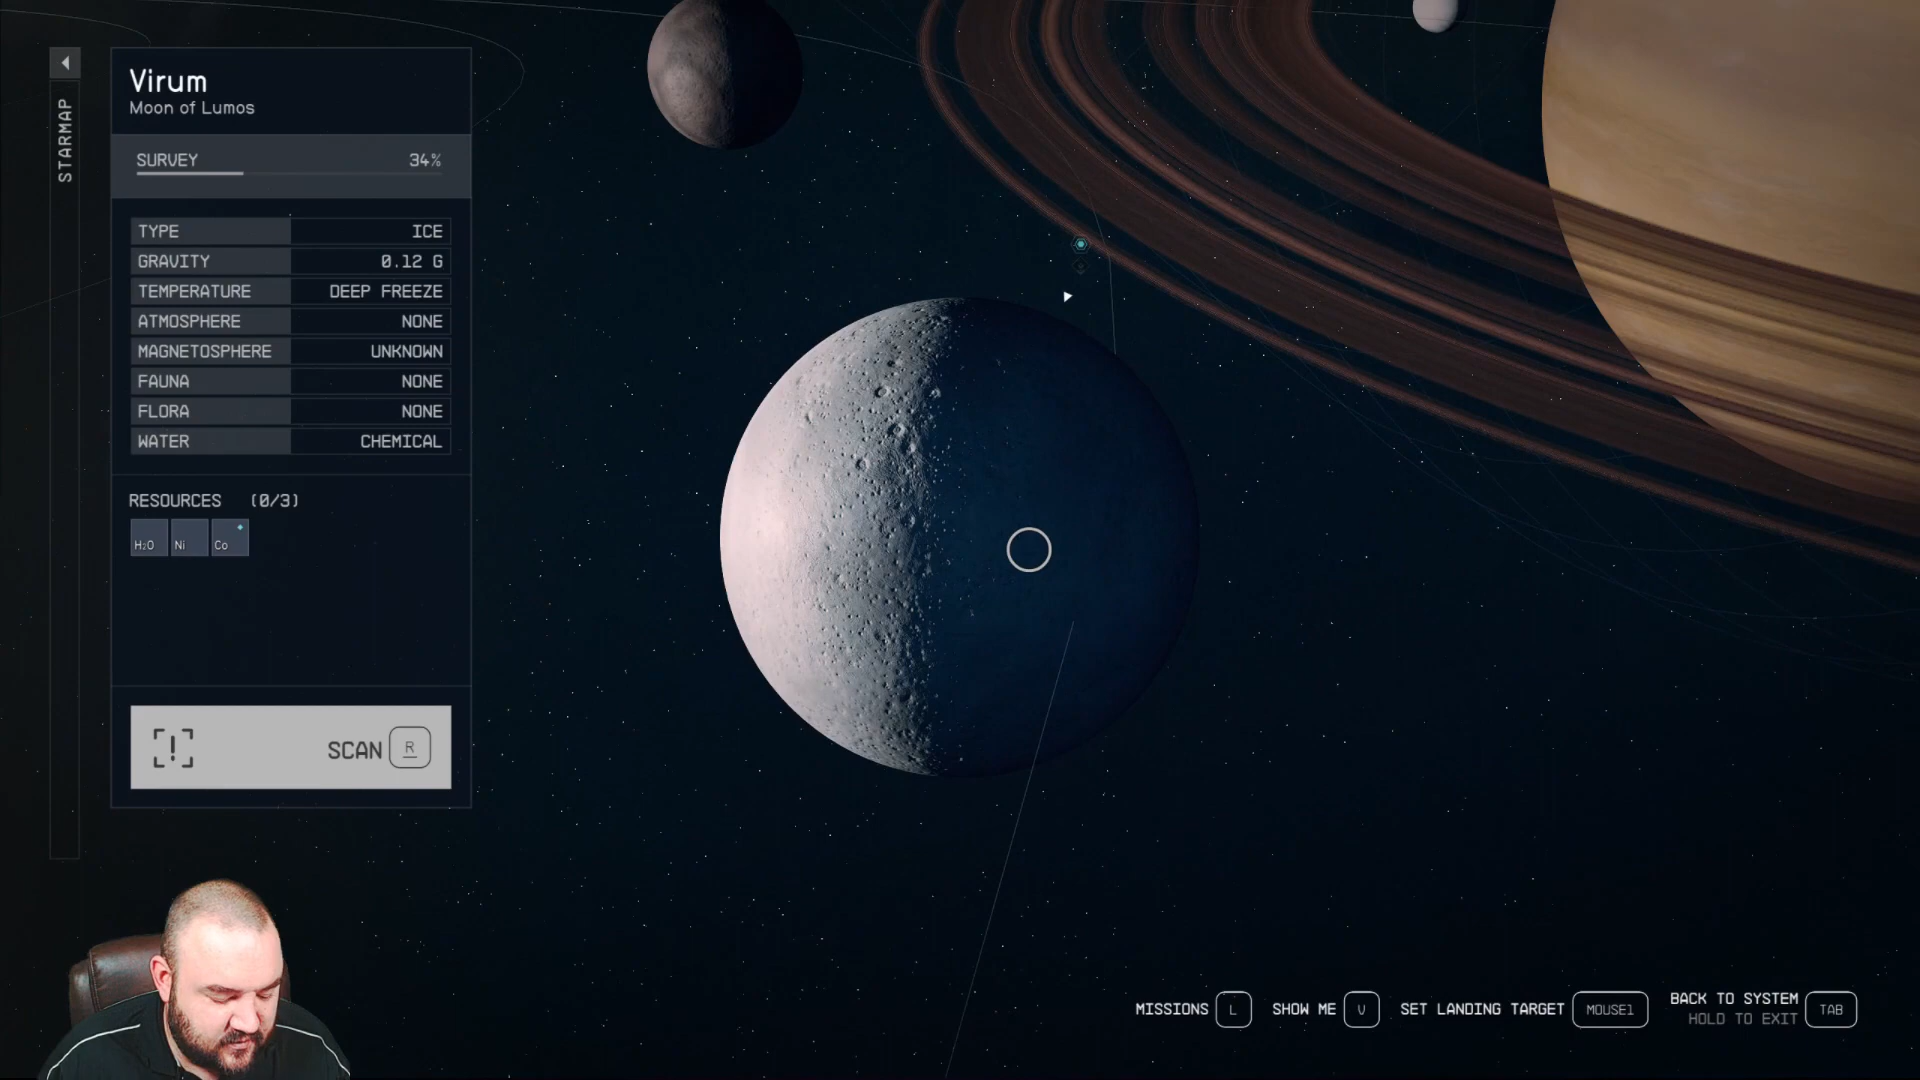 STARMAP
Virum
Moon of Lumos
SURVEY 34%
TYPE ICE
GRAVITY 0.12 G
TEMPERATURE DEEP FREEZE
ATMOSPHERE NONE
MAGNETOSPHERE UNKNOWN
FAUNA NONE
FLORA NONE
WATER CHEMICAL
RESOURCES (0/3)
H₂O Ni Co
SCAN R
MISSIONS L SHOW ME V SET LANDING TARGET MOUSE1 BACK TO SYSTEM TAB
HOLD TO EXIT